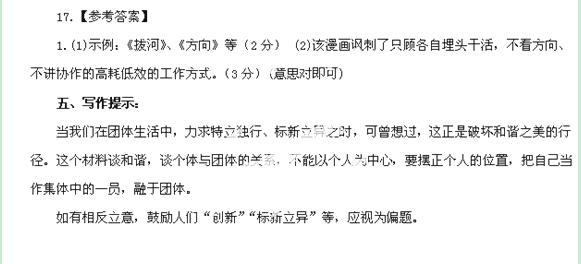 17.【参考答案】
1.(1)示例:《拔河》、《方向》等(2分) (2)该漫画讽刺了只顾各自埋头干活,不看方向、
不讲协作的高耗低效的工作方式。(3分)(意思对即可)
五、写作提示:
当我们在团体生活中,力求特立独行、标新立异之时,可曾想过,这正是破坏和谐之美的行
径。这个材料谈和谐,谈个体与团体的关系,不能以个人为中心,要摆正个人的位置,把自己当
作集体中的一员,融于团体。
如有相反立意,鼓励人们“创新”“标新立异”等,应视为偏题。